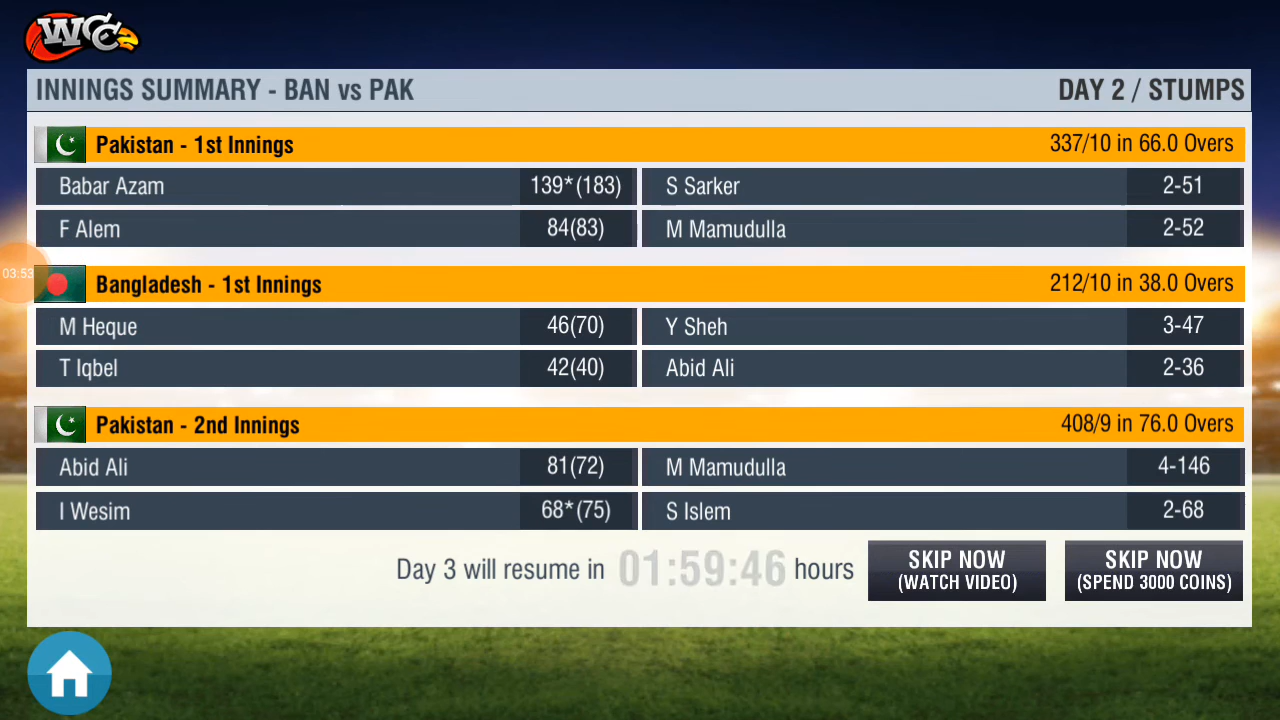 WCC
INNINGS SUMMARY - BAN vs PAK DAY 2 / STUMPS
Pakistan - 1st Innings 337/10 in 66.0 Overs
Babar Azam 139*(183) S Sarker 2-51
F Alem 84(83) M Mamudulla 2-52
03:53
Bangladesh - 1st Innings 212/10 in 38.0 Overs
M Heque 46(70) Y Sheh 3-47
T Iqbel 42(40) Abid Ali 2-36
Pakistan - 2nd Innings 408/9 in 76.0 Overs
Abid Ali 81(72) M Mamudulla 4-146
I Wesim 68*(75) S Islem 2-68
Day 3 will resume in 01:59:46 hours
SKIP NOW
(WATCH VIDEO)
SKIP NOW
(SPEND 3000 COINS)